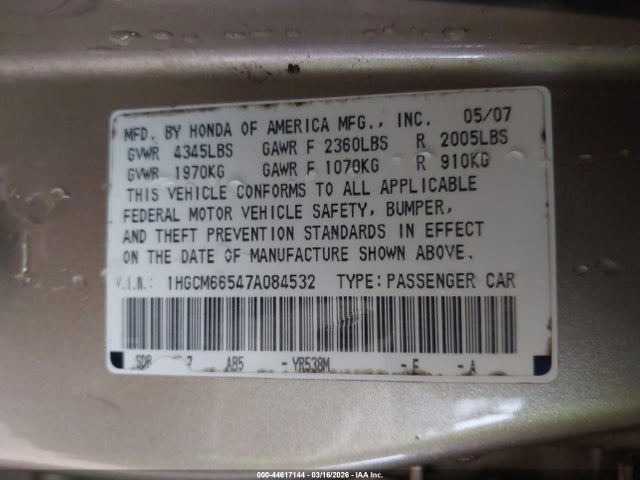 MFD. BY HONDA OF AMERICA MFG., INC. 05/07
GVWR 4345LBS GAWR F 2360LBS R 2005LBS
GVWR 1970KG GAWR F 1070KG R 910KG
THIS VEHICLE CONFORMS TO ALL APPLICABLE
FEDERAL MOTOR VEHICLE SAFETY, BUMPER,
AND THEFT PREVENTION STANDARDS IN EFFECT
ON THE DATE OF MANUFACTURE SHOWN ABOVE.
V.I.N.: 1HGCM66547A084532 TYPE: PASSENGER CAR
AB5 - YR538M - E - A
000-44617144 - 03/16/2026 - IAA Inc.